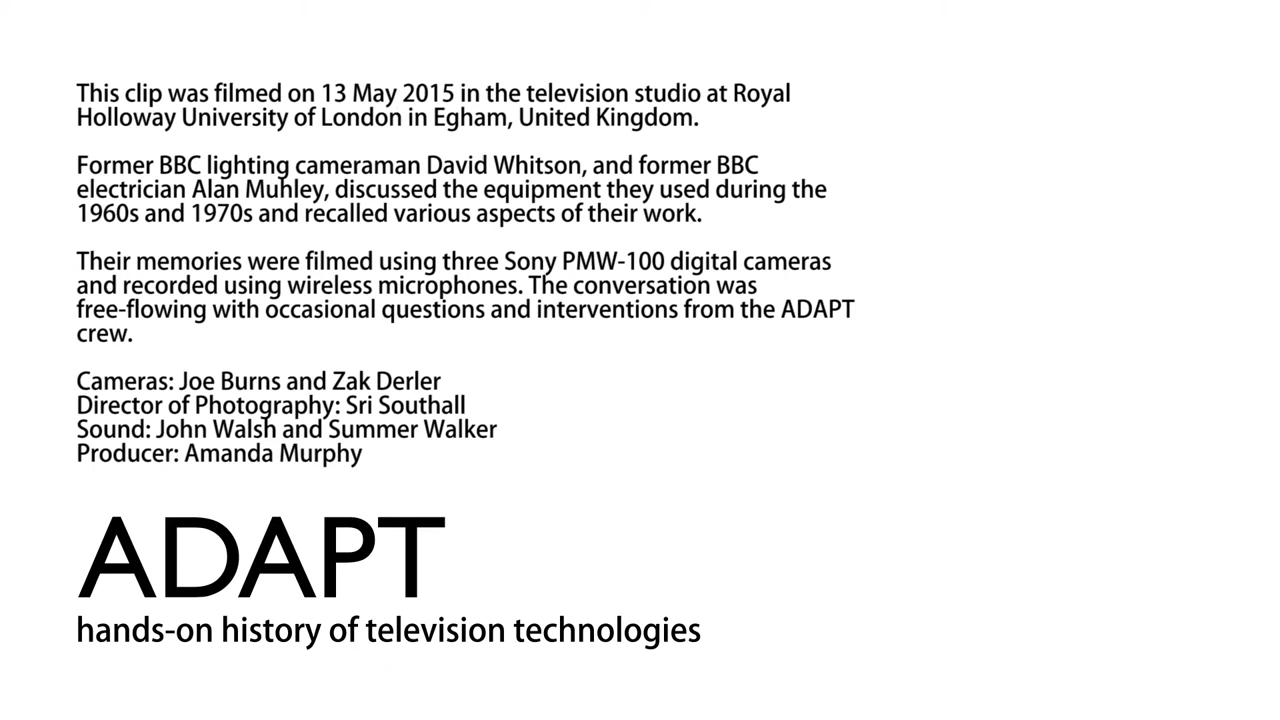 This clip was filmed on 13 May 2015 in the television studio at Royal
Holloway University of London in Egham, United Kingdom.
Former BBC lighting cameraman David Whitson, and former BBC
electrician Alan Muhley, discussed the equipment they used during the
1960s and 1970s and recalled various aspects of their work.
Their memories were filmed using three Sony PMW-100 digital cameras
and recorded using wireless microphones. The conversation was
free-flowing with occasional questions and interventions from the ADAPT
crew.
Cameras: Joe Burns and Zak Derler
Director of Photography: Sri Southall
Sound: John Walsh and Summer Walker
Producer: Amanda Murphy
ADAPT
hands-on history of television technologies